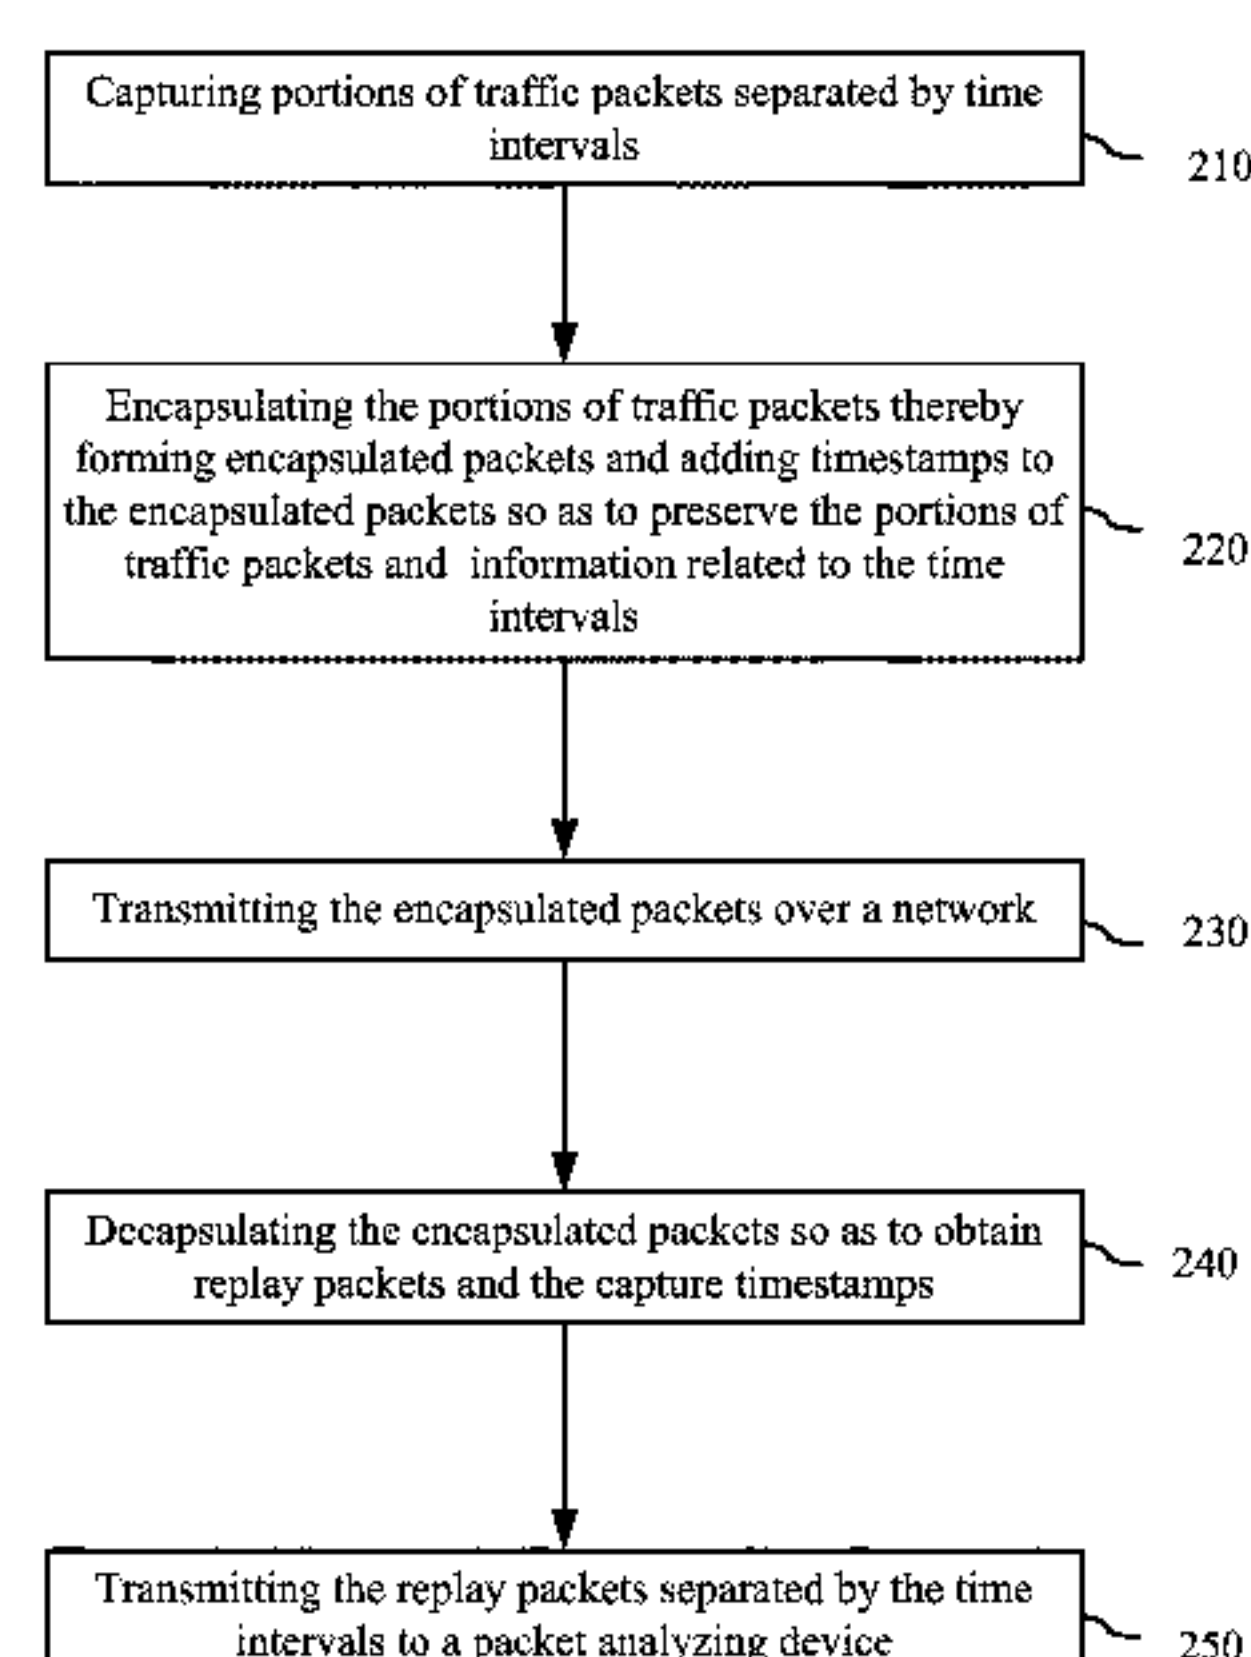 Capturing portions of traffic packets separated by time
intervals
210
Encapsulating the portions of traffic packets thereby
forming encapsulated packets and adding timestamps to
the encapsulated packets so as to preserve the portions of
traffic packets and information related to the time
intervals
220
Transmitting the encapsulated packets over a network
230
Decapsulating the encapsulated packets so as to obtain
replay packets and the capture timestamps
240
Transmitting the replay packets separated by the time
intervals to a packet analyzing device
250